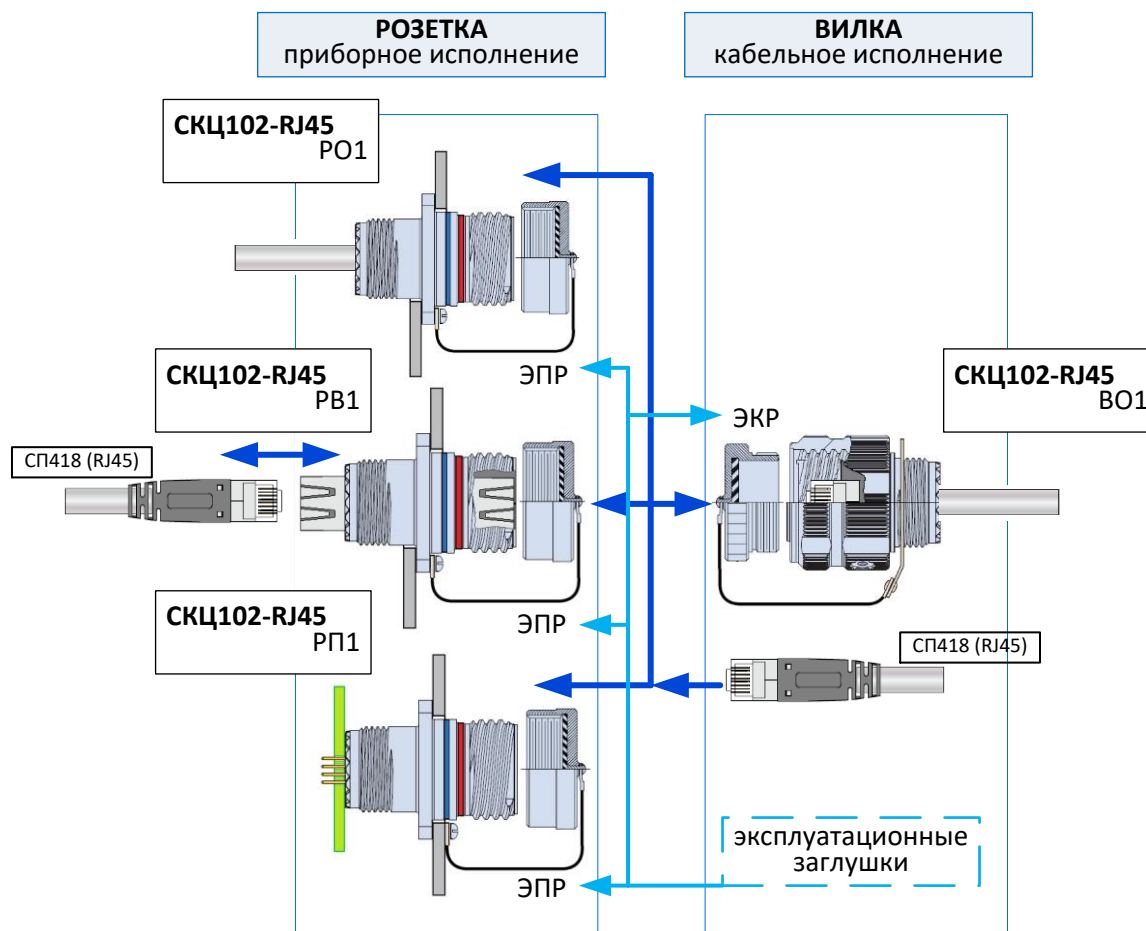 РОЗЕТКА
приборное исполнение
ВИЛКА
кабельное исполнение
СКЦ102-RJ45
РО1
ЭПР
СКЦ102-RJ45
РВ1
СКЦ102-RJ45
ВО1
ЭКР
СП418 (RJ45)
СКЦ102-RJ45
РП1
ЭПР
СП418 (RJ45)
эксплуатационные
заглушки
ЭПР